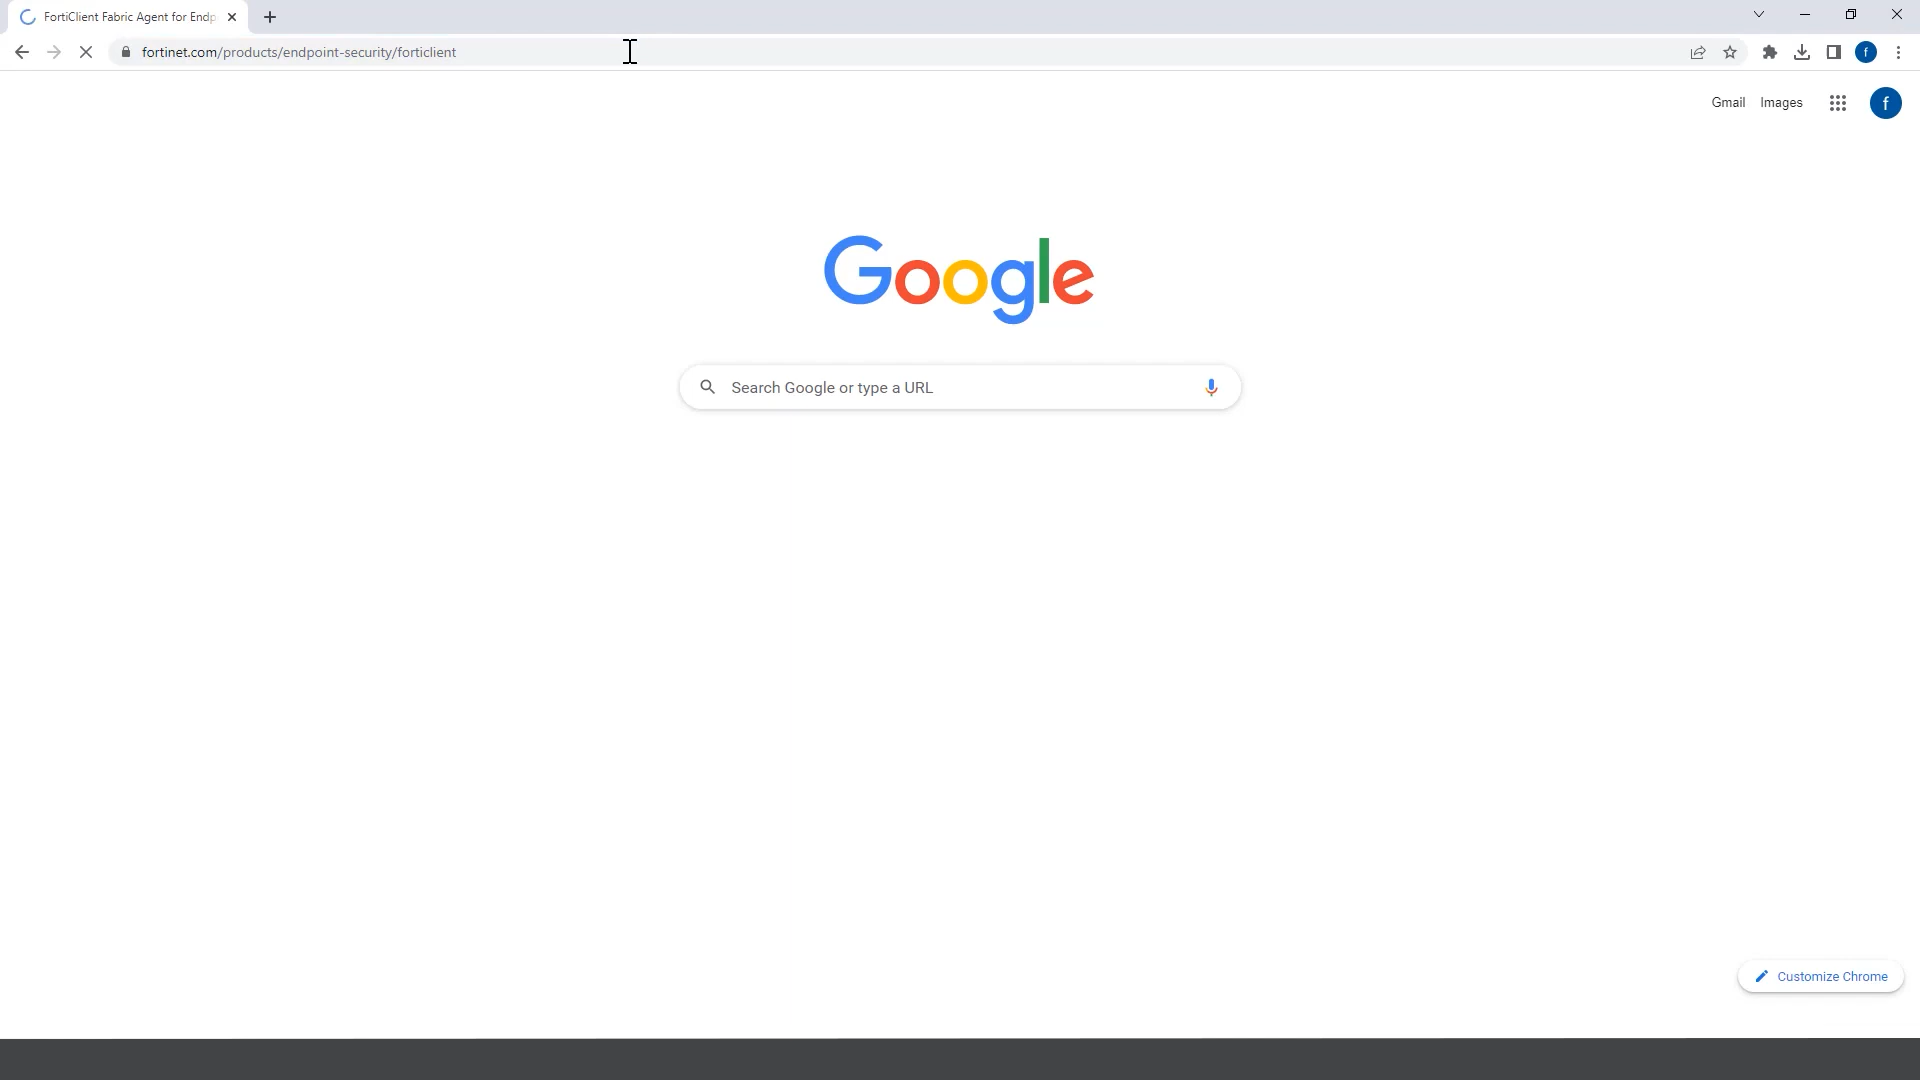 FortiClient Fabric Agent for Endp
fortinet.com/products/endpoint-security/forticlient
f
Gmail Images
f
Google
Search Google or type a URL
Customize Chrome